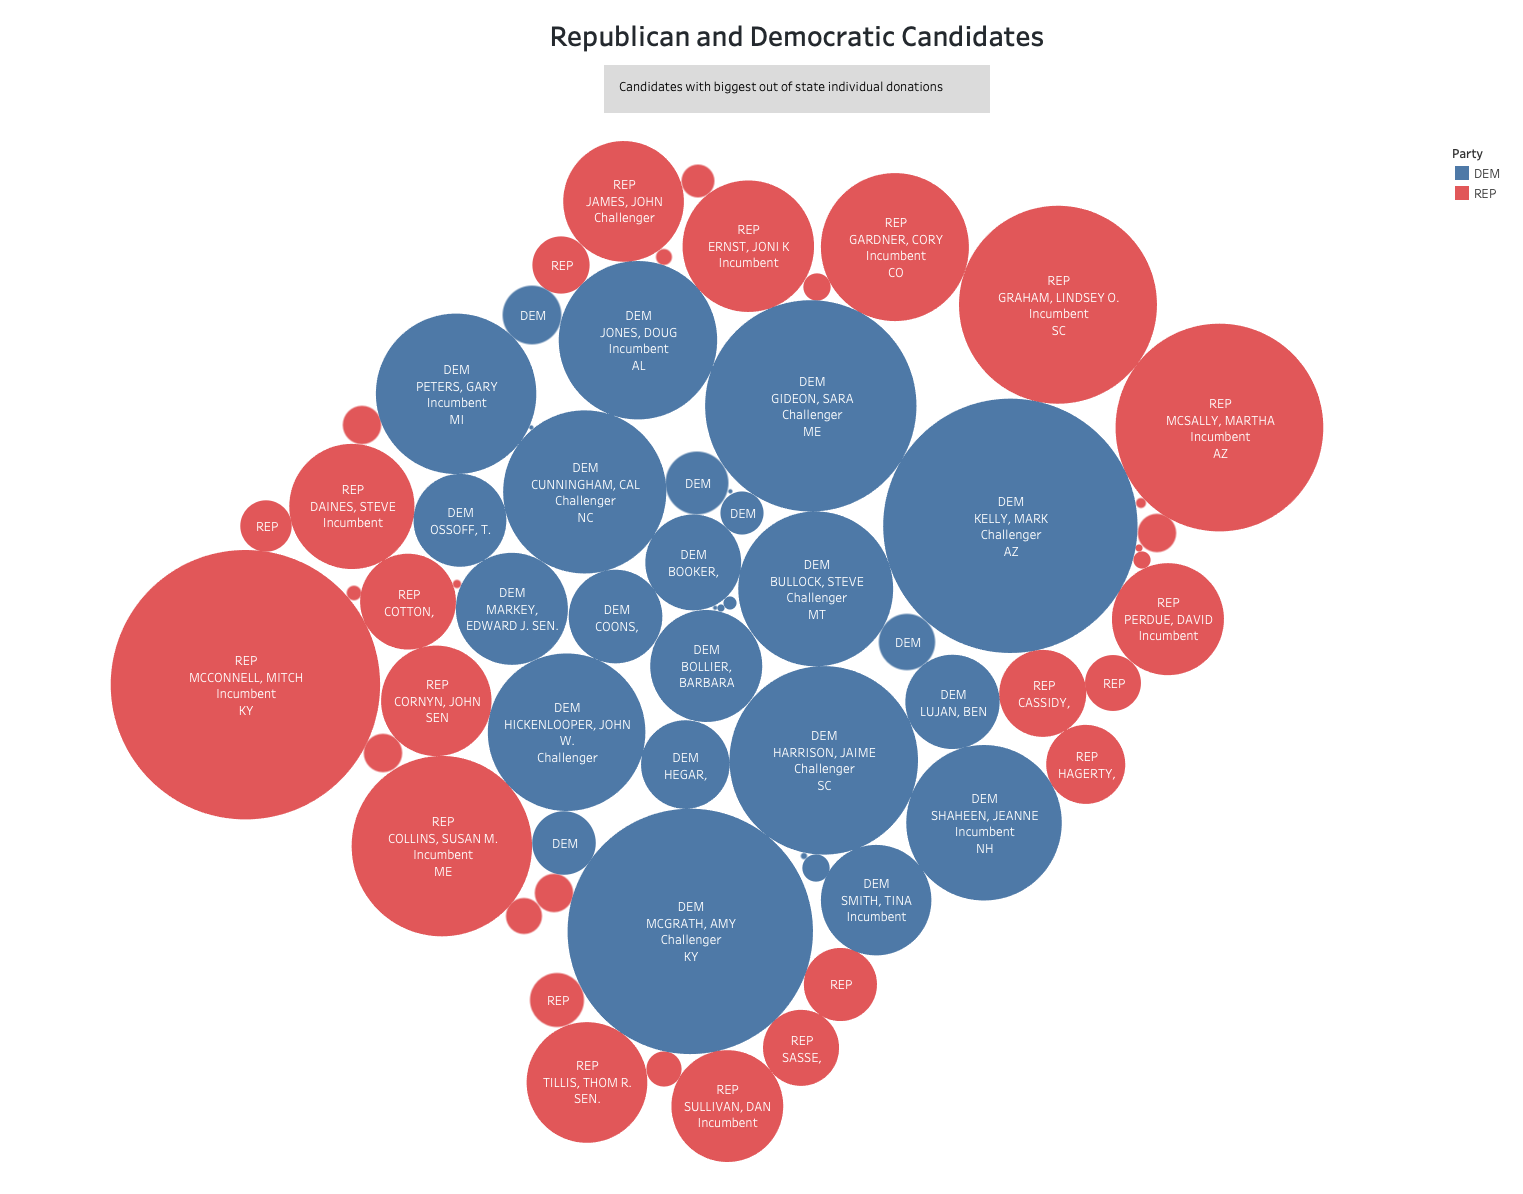 Republican and Democratic Candidates
Candidates with biggest out of state individual donations
Party
DEM
REP
REP
JAMES, JOHN
Challenger
REP
ERNST, JONI K
Incumbent
REP
GARDNER, CORY
Incumbent
CO
REP
GRAHAM, LINDSEY O.
Incumbent
SC
REP
DEM
DEM
JONES, DOUG
Incumbent
AL
DEM
PETERS, GARY
Incumbent
MI
DEM
GIDEON, SARA
Challenger
ME
REP
MCSALLY, MARTHA
Incumbent
AZ
DEM
CUNNINGHAM, CAL
Challenger
NC
DEM
DEM
REP
DAINES, STEVE
Incumbent
REP
DEM
OSSOFF, T.
DEM
KELLY, MARK
Challenger
AZ
DEM
BOOKER,
DEM
BULLOCK, STEVE
Challenger
MT
REP
COTTON,
DEM
MARKEY,
EDWARD J. SEN.
DEM
COONS,
REP
PERDUE, DAVID
Incumbent
DEM
DEM
BOLLIER,
BARBARA
REP
MCCONNELL, MITCH
Incumbent
KY
REP
CORNYN, JOHN
SEN
DEM
LUJAN, BEN
REP
CASSIDY,
REP
DEM
HICKENLOOPER, JOHN
W.
Challenger
DEM
HEGAR,
DEM
HARRISON, JAIME
Challenger
SC
REP
HAGERTY,
DEM
SHAHEEN, JEANNE
Incumbent
NH
REP
COLLINS, SUSAN M.
Incumbent
ME
DEM
DEM
SMITH, TINA
Incumbent
DEM
MCGRATH, AMY
Challenger
KY
REP
REP
REP
SASSE,
REP
TILLIS, THOM R.
SEN.
REP
SULLIVAN, DAN
Incumbent